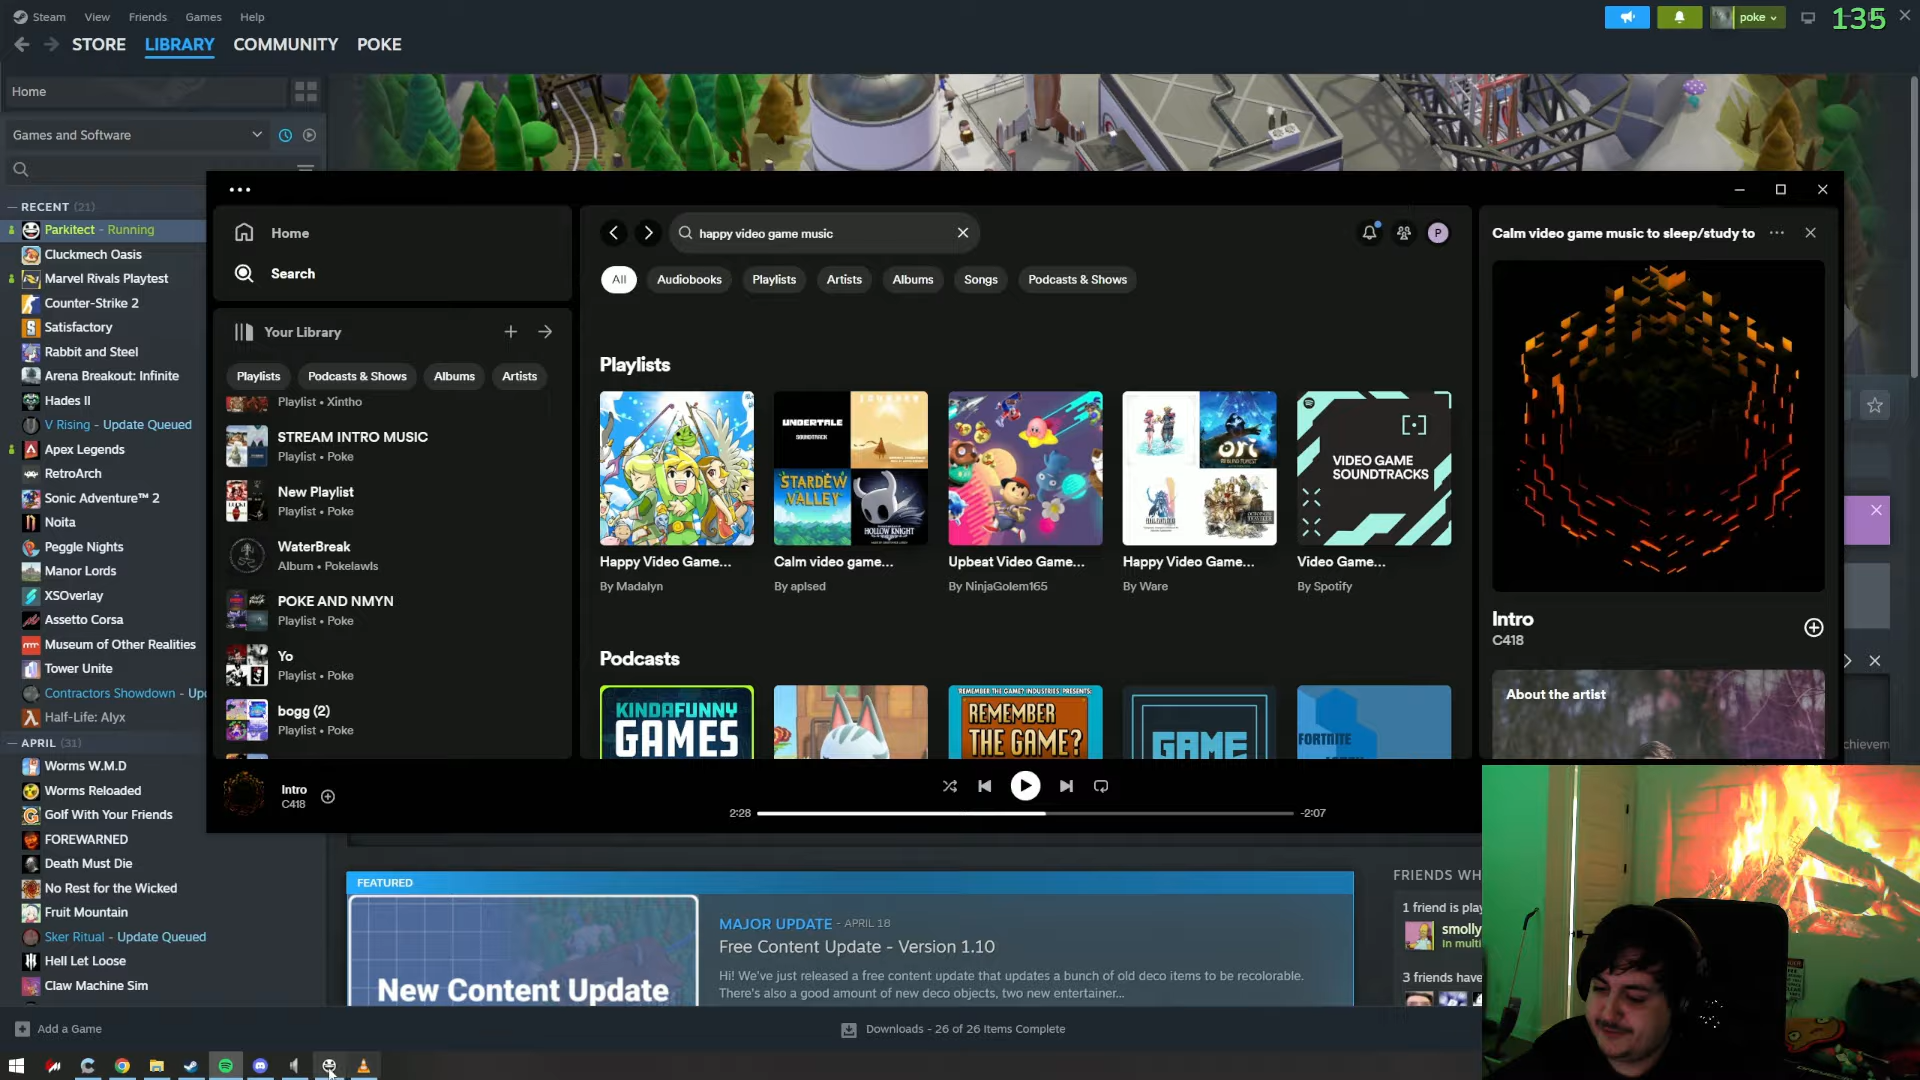 Steam View Friends Games Help
poke
135
STORE LIBRARY COMMUNITY POKE
Home
Games and Software
RECENT (21)
Parkitect - Running
Cluckmech Oasis
Marvel Rivals Playtest
Counter-Strike 2
Satisfactory
Rabbit and Steel
Arena Breakout: Infinite
Hades II
V Rising - Update Queued
Apex Legends
RetroArch
Sonic Adventure™ 2
Noita
Peggle Nights
Manor Lords
XSOverlay
Assetto Corsa
Museum of Other Realities
Tower Unite
Contractors Showdown - Upd
Half-Life: Alyx
APRIL (31)
Worms W.M.D
Worms Reloaded
Golf With Your Friends
FOREWARNED
Death Must Die
No Rest for the Wicked
Fruit Mountain
Sker Ritual - Update Queued
Hell Let Loose
Claw Machine Sim
Add a Game
Home
Search
Your Library
Playlists Podcasts & Shows Albums Artists
Playlist • Xintho
STREAM INTRO MUSIC
Playlist • Poke
New Playlist
Playlist • Poke
WaterBreak
Album • Pokelawls
POKE AND NMYN
Playlist • Poke
Yo
Playlist • Poke
bogg (2)
Playlist • Poke
happy video game music
P
All Audiobooks Playlists Artists Albums Songs Podcasts & Shows
Playlists
UNDERTALE
SOUNDTRACK
JOURNEY
STARDEW
VALLEY
HOLLOW KNIGHT
ori
VIDEO GAME
SOUNDTRACKS
Happy Video Game...
By Madalyn
Calm video game...
By aplsed
Upbeat Video Game...
By NinjaGolem165
Happy Video Game...
By Ware
Video Game...
By Spotify
Podcasts
KINDAFUNNY
GAMES
REMEMBER THE GAME? INDUSTRIES PRESENTS:
REMEMBER
THE GAME?
GAME
FORTNITE
Calm video game music to sleep/study to
Intro
C418
About the artist
Intro
C418
2:28
-2:07
achievem
FEATURED
New Content Update
MAJOR UPDATE - APRIL 18
Free Content Update - Version 1.10
Hi! We've just released a free content update that updates a bunch of old deco items to be recolorable.
There's also a good amount of new deco objects, two new entertainer...
FRIENDS WH
1 friend is play
smolly
In multi
3 friends have
Downloads - 26 of 26 Items Complete